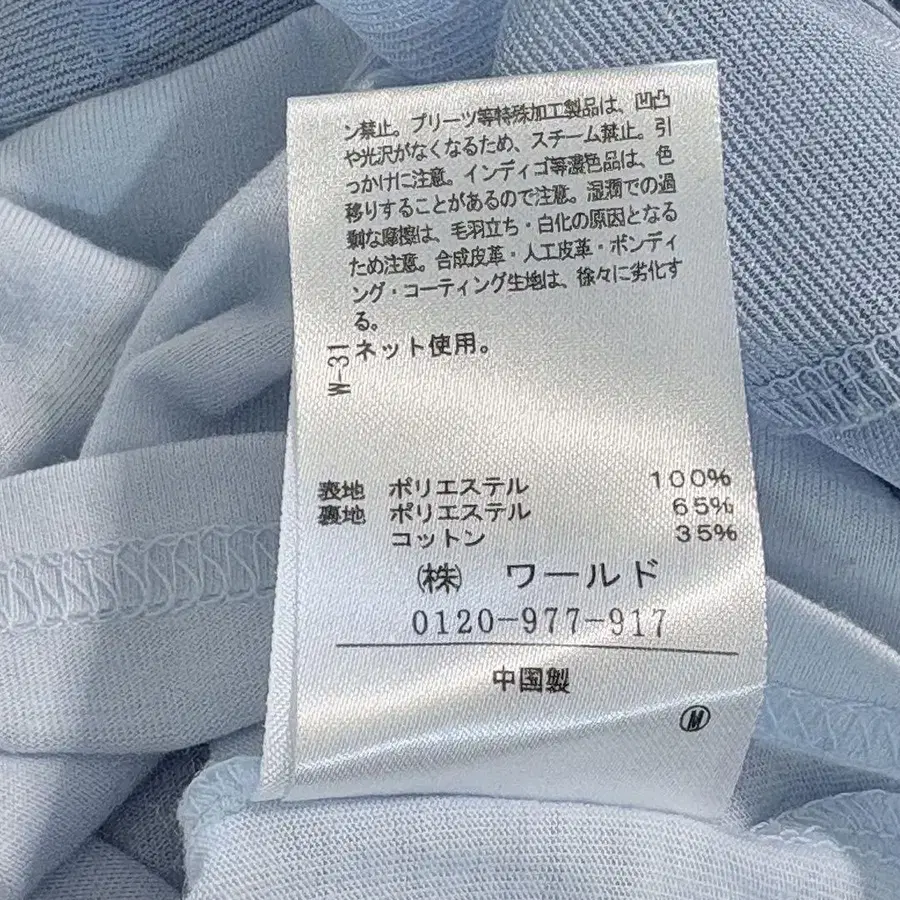 ン禁止。プリーツ等特殊加工製品は、凹凸
や光沢がなくなるため、スチーム禁止。引
っかけに注意。インディゴ等濃色品は、色
移りすることがあるので注意。湿潤での過
剰な摩擦は、毛羽立ち・白化の原因となる
ため注意。合成皮革・人工皮革・ボンディ
ング・コーティング生地は、徐々に劣化す
る。
ネット使用。
W-31
表地 ポリエステル 100%
裏地 ポリエステル 65%
コットン 35%
㈱ ワールド
0120-977-917
中国製
Ⓜ